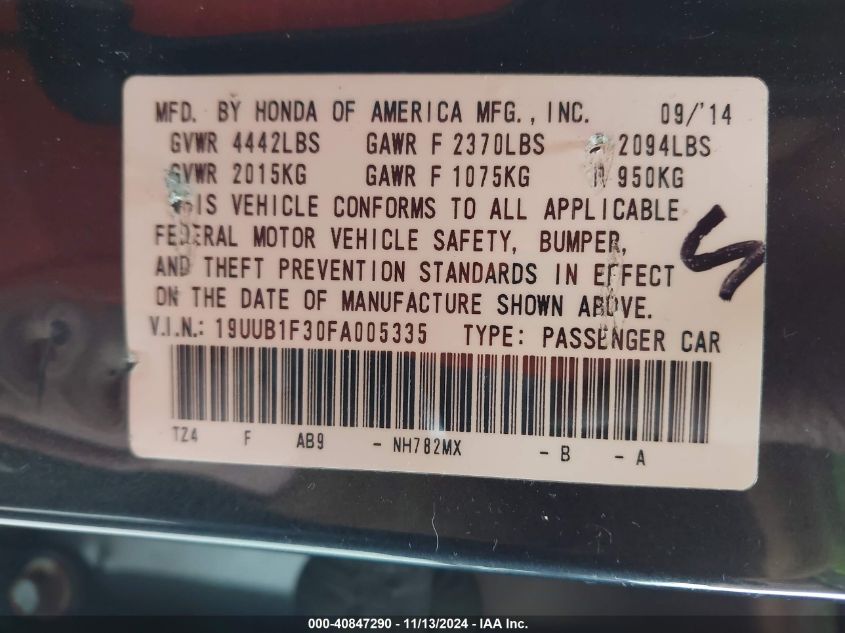 MFD. BY HONDA OF AMERICA MFG., INC. 09/'14
GVWR 4442LBS GAWR F 2370LBS 2094LBS
GVWR 2015KG GAWR F 1075KG R 950KG
THIS VEHICLE CONFORMS TO ALL APPLICABLE
FEDERAL MOTOR VEHICLE SAFETY, BUMPER,
AND THEFT PREVENTION STANDARDS IN EFFECT
ON THE DATE OF MANUFACTURE SHOWN ABOVE.
V.I.N.: 19UUB1F30FA005335 TYPE: PASSENGER CAR
TZ4 F AB9 - NH782MX - B - A
000-40847290 - 11/13/2024 - IAA Inc.